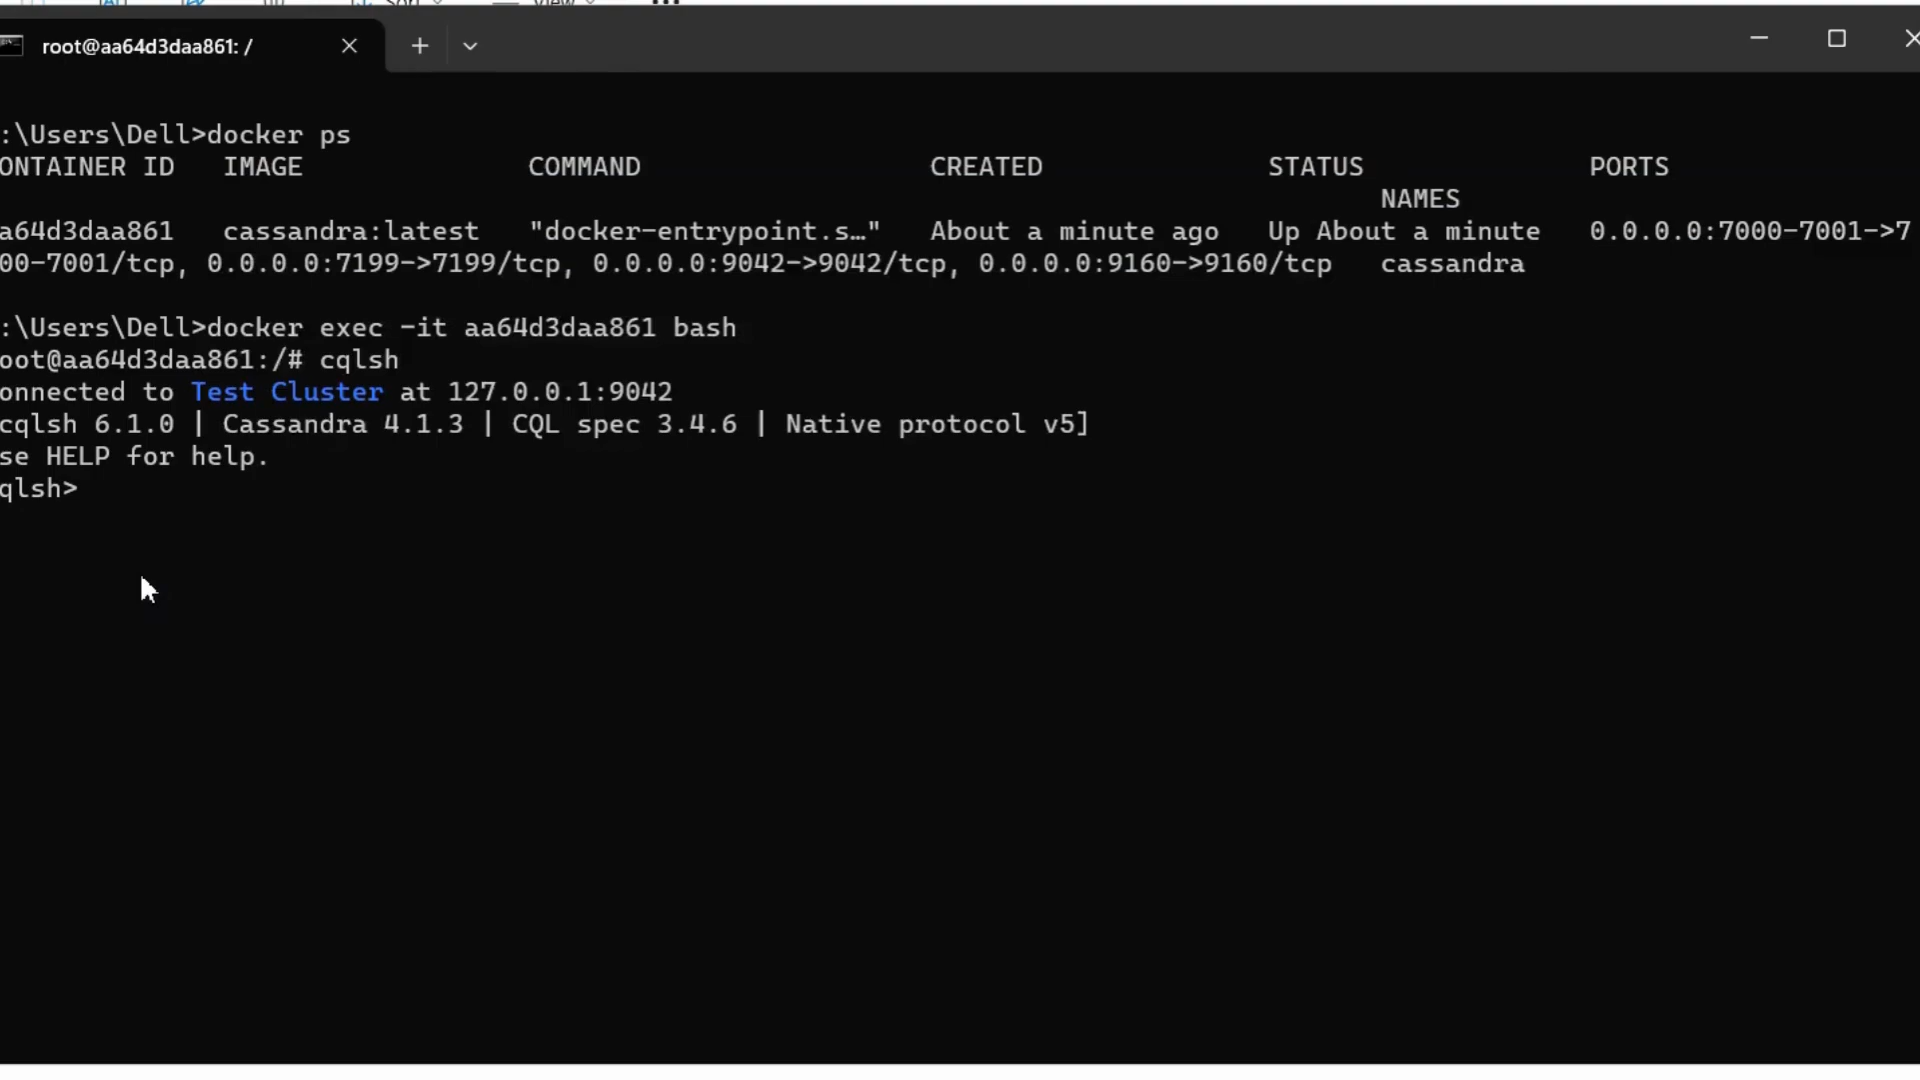 root@aa64d3daa861: /
:\Users\Dell>docker ps
ONTAINER ID   IMAGE              COMMAND                  CREATED              STATUS              PORTS
NAMES
a64d3daa861   cassandra:latest   "docker-entrypoint.s…"   About a minute ago   Up About a minute   0.0.0.0:7000-7001->7
00-7001/tcp, 0.0.0.0:7199->7199/tcp, 0.0.0.0:9042->9042/tcp, 0.0.0.0:9160->9160/tcp   cassandra
:\Users\Dell>docker exec -it aa64d3daa861 bash
oot@aa64d3daa861:/# cqlsh
onnected to Test Cluster at 127.0.0.1:9042
cqlsh 6.1.0 | Cassandra 4.1.3 | CQL spec 3.4.6 | Native protocol v5]
se HELP for help.
qlsh>